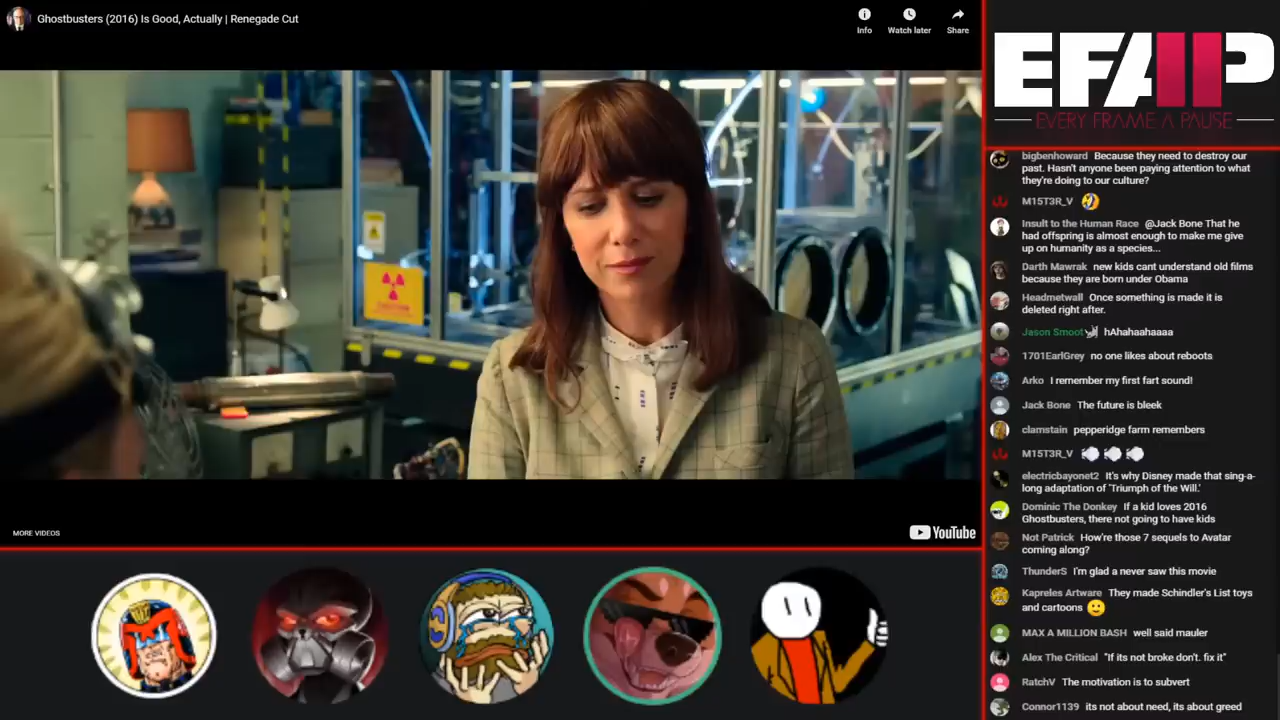 Ghostbusters (2016) Is Good, Actually | Renegade Cut
Info
Watch later
Share
MORE VIDEOS
YouTube
EFAP
EVERY FRAME A PAUSE
bigbenhoward Because they need to destroy our
past. Hasn't anyone been paying attention to what
they're doing to our culture?
M15T3R_V
Insult to the Human Race @Jack Bone That he
had offspring is almost enough to make me give
up on humanity as a species...
Darth Mawrak new kids cant understand old films
because they are born under Obama
Headmetwall Once something is made it is
deleted right after.
Jason Smoot hAhahaahaaaa
1701EarlGrey no one likes about reboots
Arko I remember my first fart sound!
Jack Bone The future is bleek
clamstain pepperidge farm remembers
M15T3R_V
electricbayonet2 It's why Disney made that sing-a-
long adaptation of 'Triumph of the Will.'
Dominic The Donkey If a kid loves 2016
Ghostbusters, there not going to have kids
Not Patrick How're those 7 sequels to Avatar
coming along?
ThunderS I'm glad a never saw this movie
Kapreles Artware They made Schindler's List toys
and cartoons
MAX A MILLION BASH well said mauler
Alex The Critical "If its not broke don't. fix it"
RatchV The motivation is to subvert
Connor1139 its not about need, its about greed